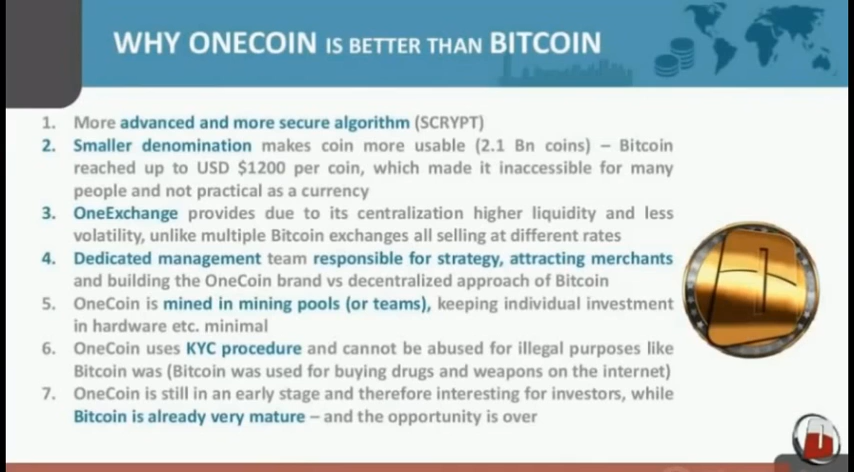 WHY ONECOIN IS BETTER THAN BITCOIN
1. More advanced and more secure algorithm (SCRYPT)
2. Smaller denomination makes coin more usable (2.1 Bn coins) – Bitcoin
reached up to USD $1200 per coin, which made it inaccessible for many
people and not practical as a currency
3. OneExchange provides due to its centralization higher liquidity and less
volatility, unlike multiple Bitcoin exchanges all selling at different rates
4. Dedicated management team responsible for strategy, attracting merchants
and building the OneCoin brand vs decentralized approach of Bitcoin
5. OneCoin is mined in mining pools (or teams), keeping individual investment
in hardware etc. minimal
6. OneCoin uses KYC procedure and cannot be abused for illegal purposes like
Bitcoin was (Bitcoin was used for buying drugs and weapons on the internet)
7. OneCoin is still in an early stage and therefore interesting for investors, while
Bitcoin is already very mature – and the opportunity is over